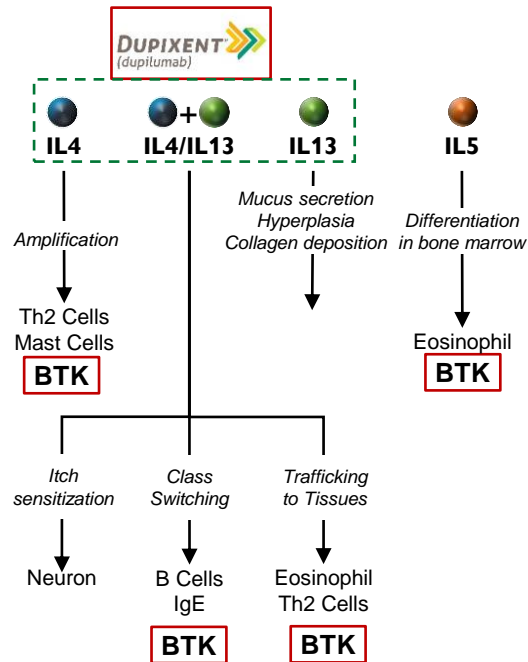 DUPIXENT
(dupilumab)
+
IL4
IL4/IL13
IL13
IL5
Amplification
Mucus secretion
Hyperplasia
Collagen deposition
Differentiation
in bone marrow
Th2 Cells
Mast Cells
BTK
Eosinophil
BTK
Itch
sensitization
Class
Switching
Trafficking
to Tissues
Neuron
B Cells
IgE
BTK
Eosinophil
Th2 Cells
BTK